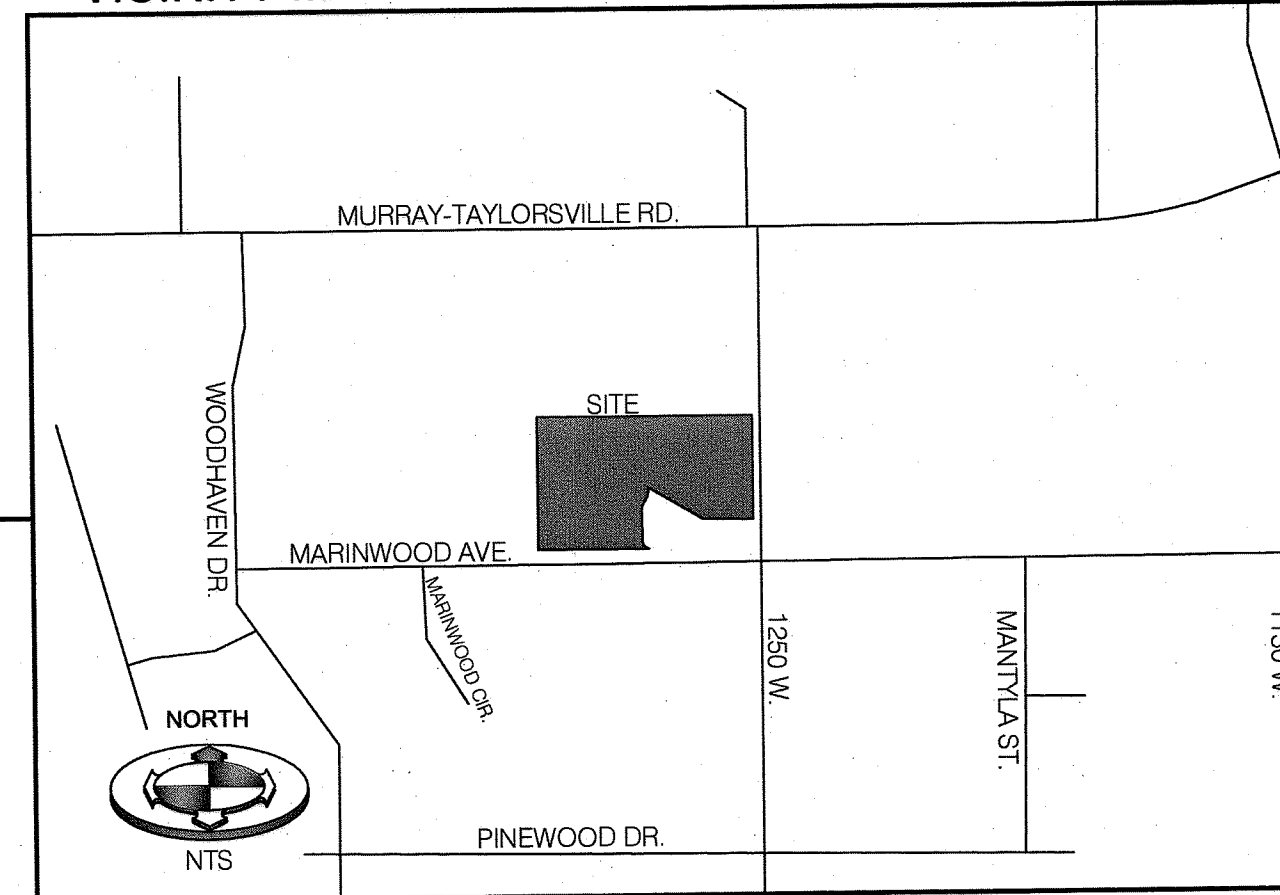 MURRAY-TAYLORSVILLE RD.
WOODHAVEN DR.
SITE
MARINWOOD AVE.
MARINWOOD CIR.
1250 W.
MANTYLA ST.
NORTH
NTS
PINEWOOD DR.